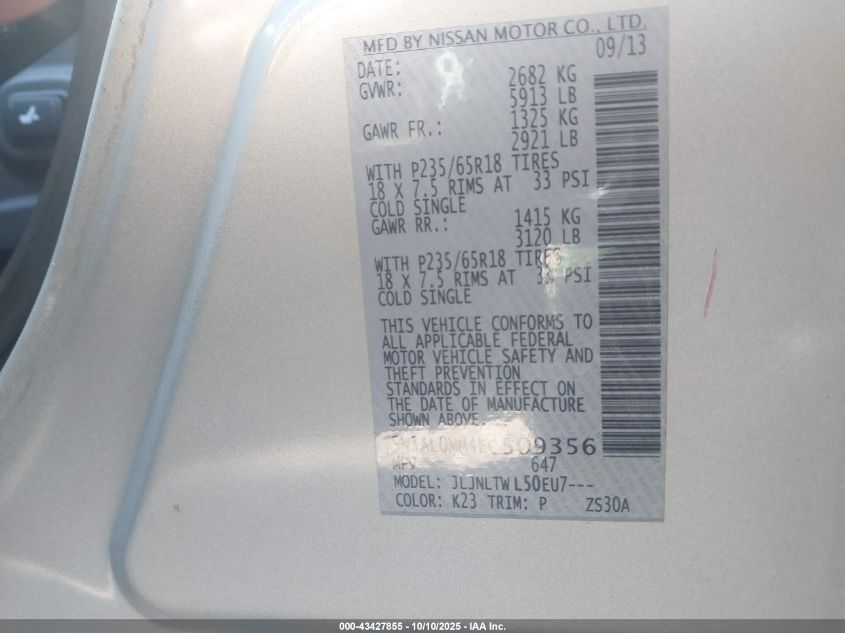 MFD BY NISSAN MOTOR CO., LTD.
DATE: 09/13
GVWR: 2682 KG
5913 LB
GAWR FR.: 1325 KG
2921 LB
WITH P235/65R18 TIRES
18 X 7.5 RIMS AT 33 PSI
COLD SINGLE
GAWR RR.: 1415 KG
3120 LB
WITH P235/65R18 TIRES
18 X 7.5 RIMS AT 33 PSI
COLD SINGLE
THIS VEHICLE CONFORMS TO
ALL APPLICABLE FEDERAL
MOTOR VEHICLE SAFETY AND
THEFT PREVENTION
STANDARDS IN EFFECT ON
THE DATE OF MANUFACTURE
SHOWN ABOVE.
MPV 647
MODEL: JLJNLTWL50EU7---
COLOR: K23 TRIM: P ZS30A
000-43427855 - 10/10/2025 - IAA Inc.